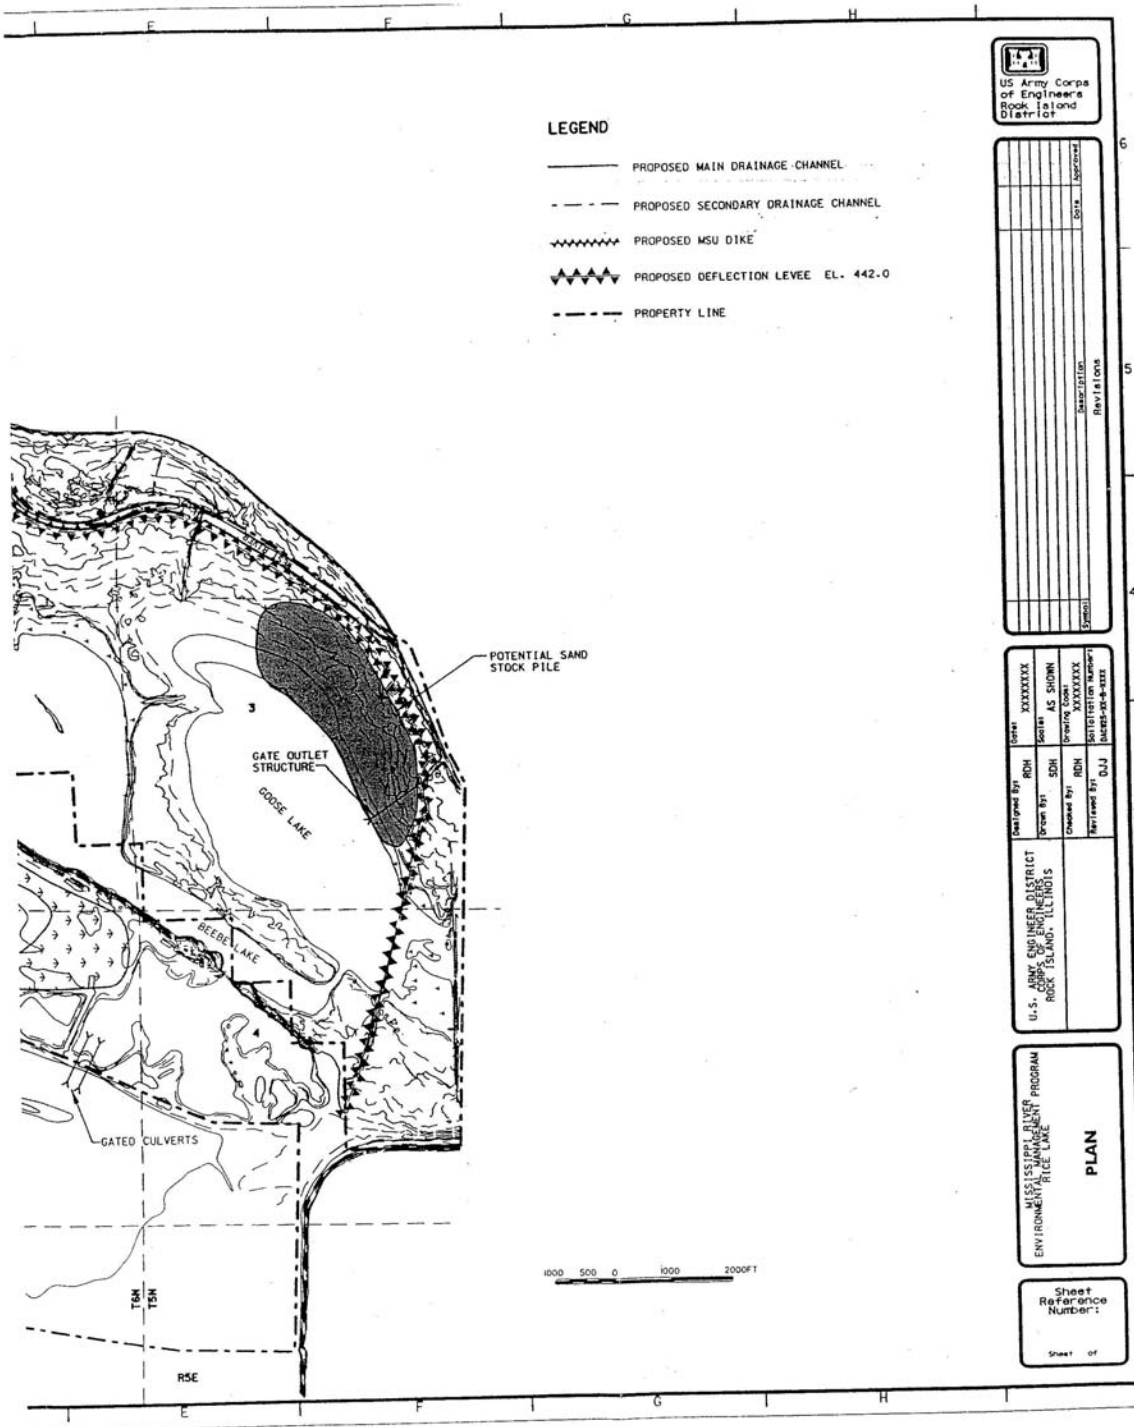 E
F
G
H
US Army Corps
of Engineers
Rock Island
District
LEGEND
PROPOSED MAIN DRAINAGE CHANNEL
PROPOSED SECONDARY DRAINAGE CHANNEL
PROPOSED MSU DIKE
PROPOSED DEFLECTION LEVEE EL. 442.0
PROPERTY LINE
6
5
4
Approved
Date
Description
Symbol
Revisions
POTENTIAL SAND
STOCK PILE
3
GATE OUTLET
STRUCTURE
GOOSE LAKE
BEEBE LAKE
4
GATED CULVERTS
T6N
T5N
R5E
1000 500 0 1000 2000FT
Designed By:
RDH
Date:
XXXXXXXX
Drawn By:
SDH
Scale:
AS SHOWN
Checked By:
RDH
Drawing Code:
XXXXXXXX
Reviewed By:
DJJ
Solicitation Number:
U.S. ARMY ENGINEER DISTRICT
CORPS OF ENGINEERS
ROCK ISLAND, ILLINOIS
MISSISSIPPI RIVER
ENVIRONMENTAL MANAGEMENT PROGRAM
RICE LAKE
PLAN
Sheet
Reference
Number:
Sheet of
E
F
G
H